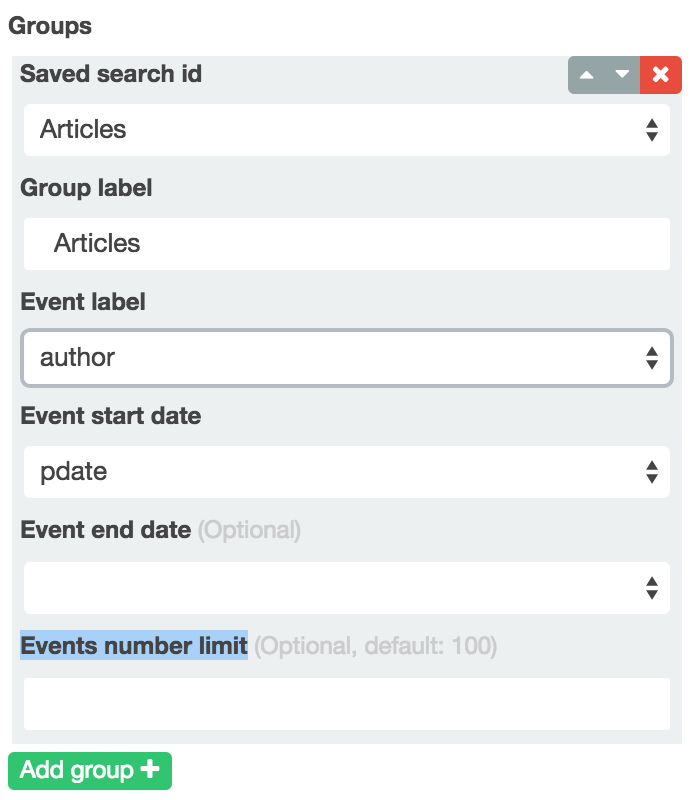 Groups
Saved search id
Articles
Group label
Articles
Event label
author
Event start date
pdate
Event end date (Optional)
Events number limit (Optional, default: 100)
Add group